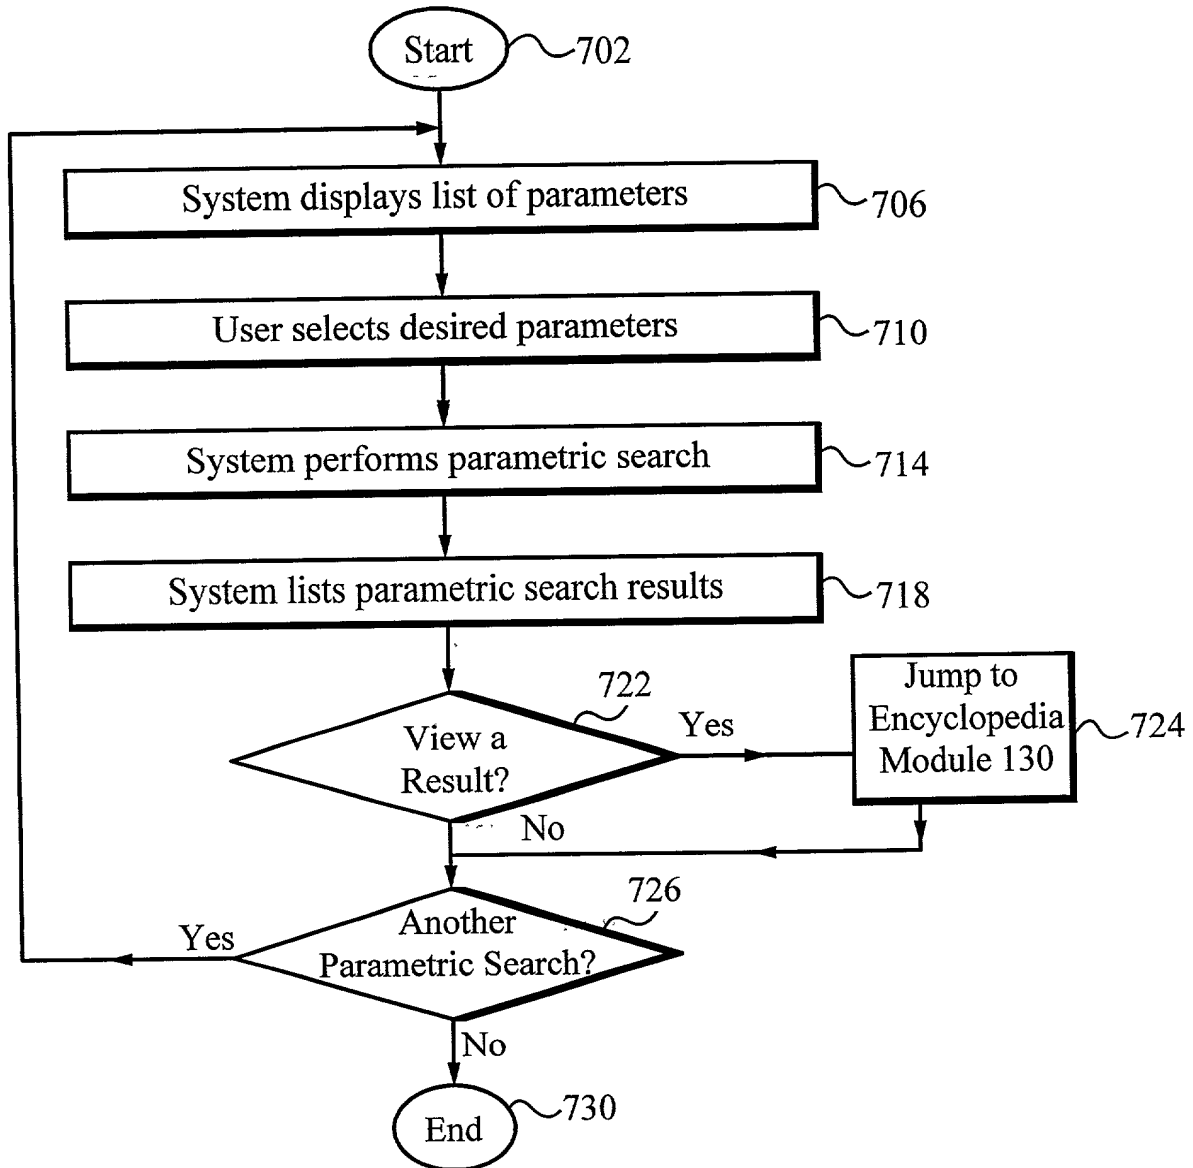 Start
702
System displays list of parameters
706
User selects desired parameters
710
System performs parametric search
714
System lists parametric search results
718
722
View a
Result?
Yes
Jump to
Encyclopedia
Module 130
724
No
726
Another
Parametric Search?
Yes
No
End
730